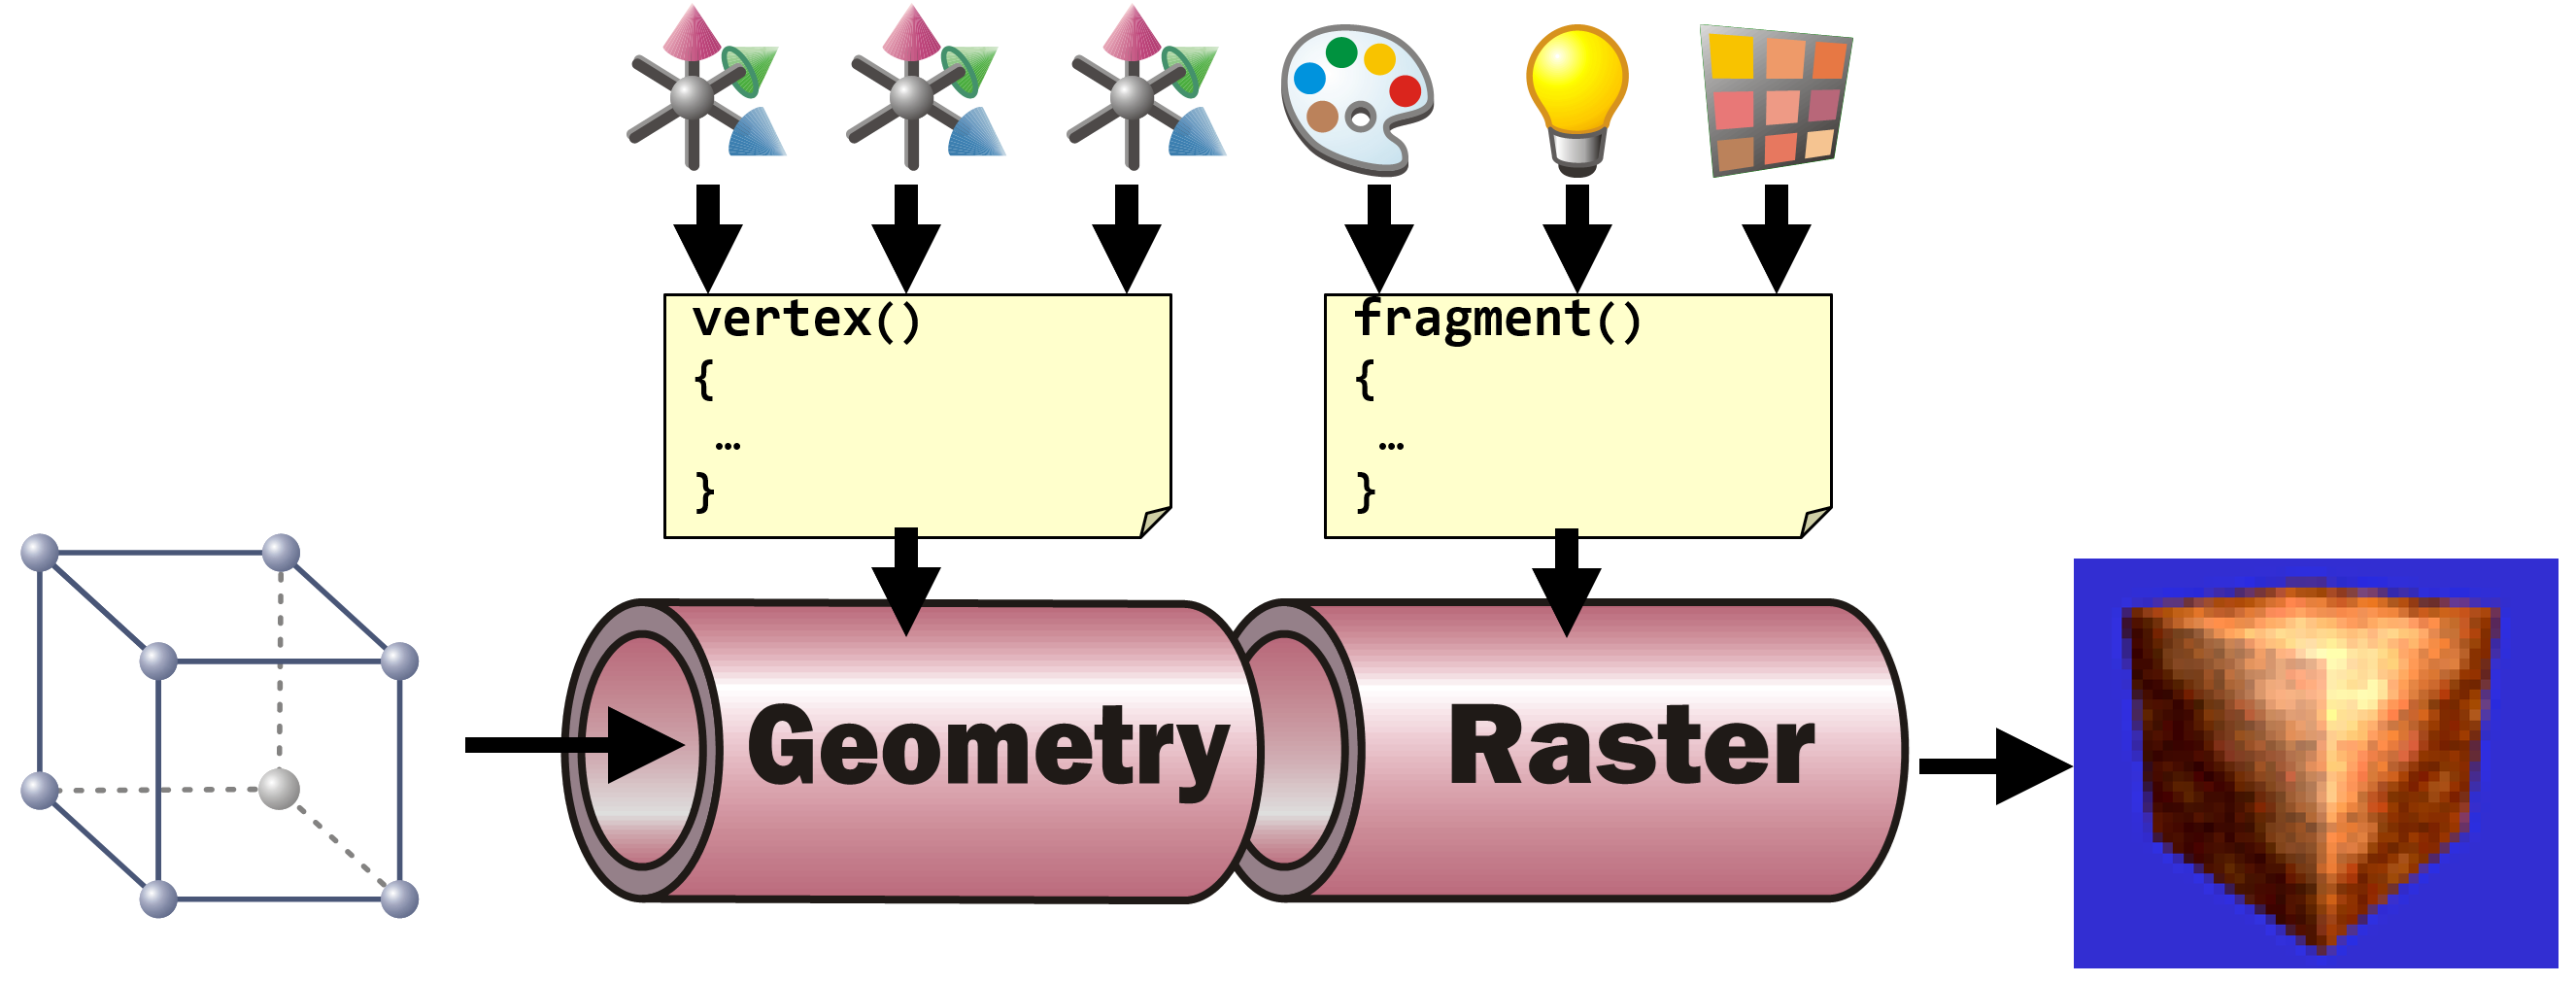 vertex()
{
…
}
fragment()
{
…
}
Geometry
Raster